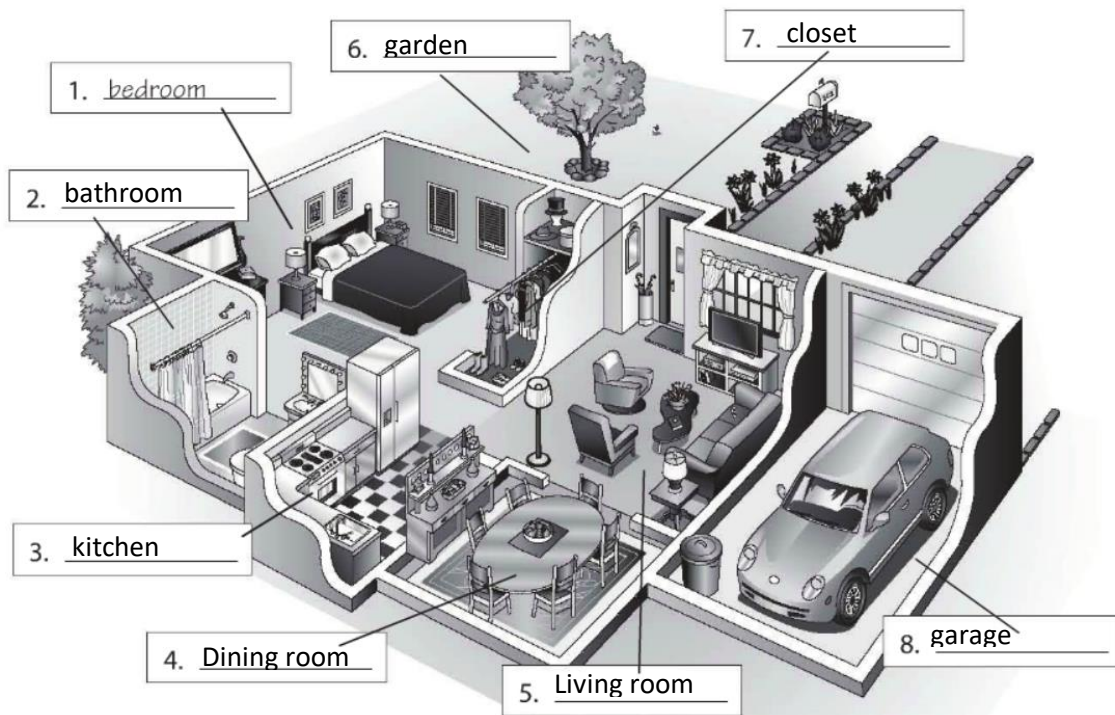 1. bedroom
2. bathroom
3. kitchen
4. Dining room
5. Living room
6. garden
7. closet
8. garage